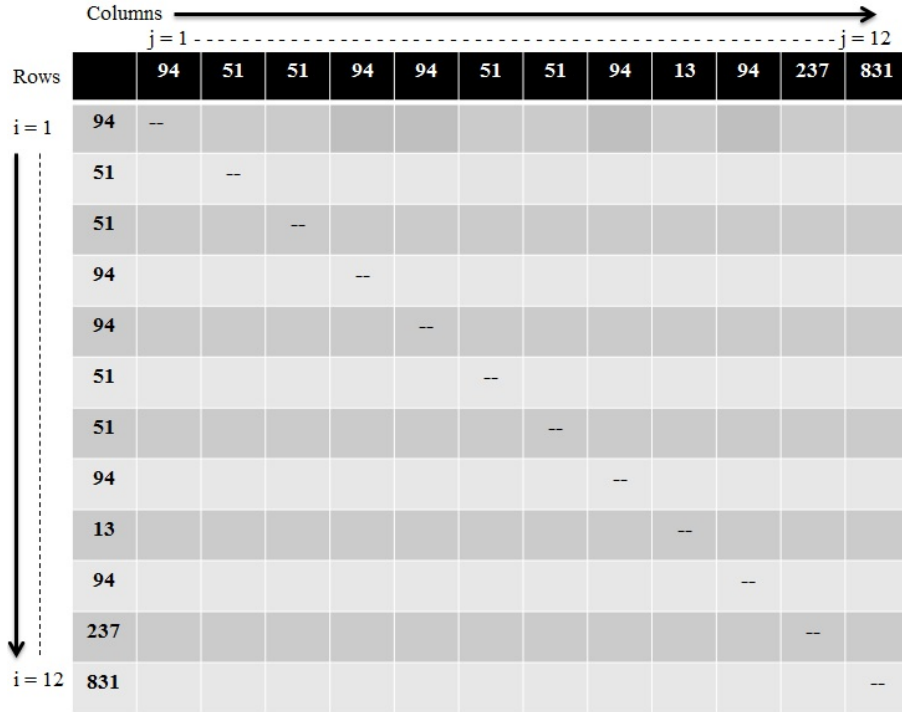 Columns
j = 1 - - - - - - - - - - - - - - - - - - - - - - - - - - - - - - - - - - - - - - - - - - - - - - - - - - - - - j = 12
Rows 94 51 51 94 94 51 51 94 13 94 237 831
i = 1 94 --
51 --
51 --
94 --
94 --
51 --
51 --
94 --
13 --
94 --
237 --
i = 12 831 --